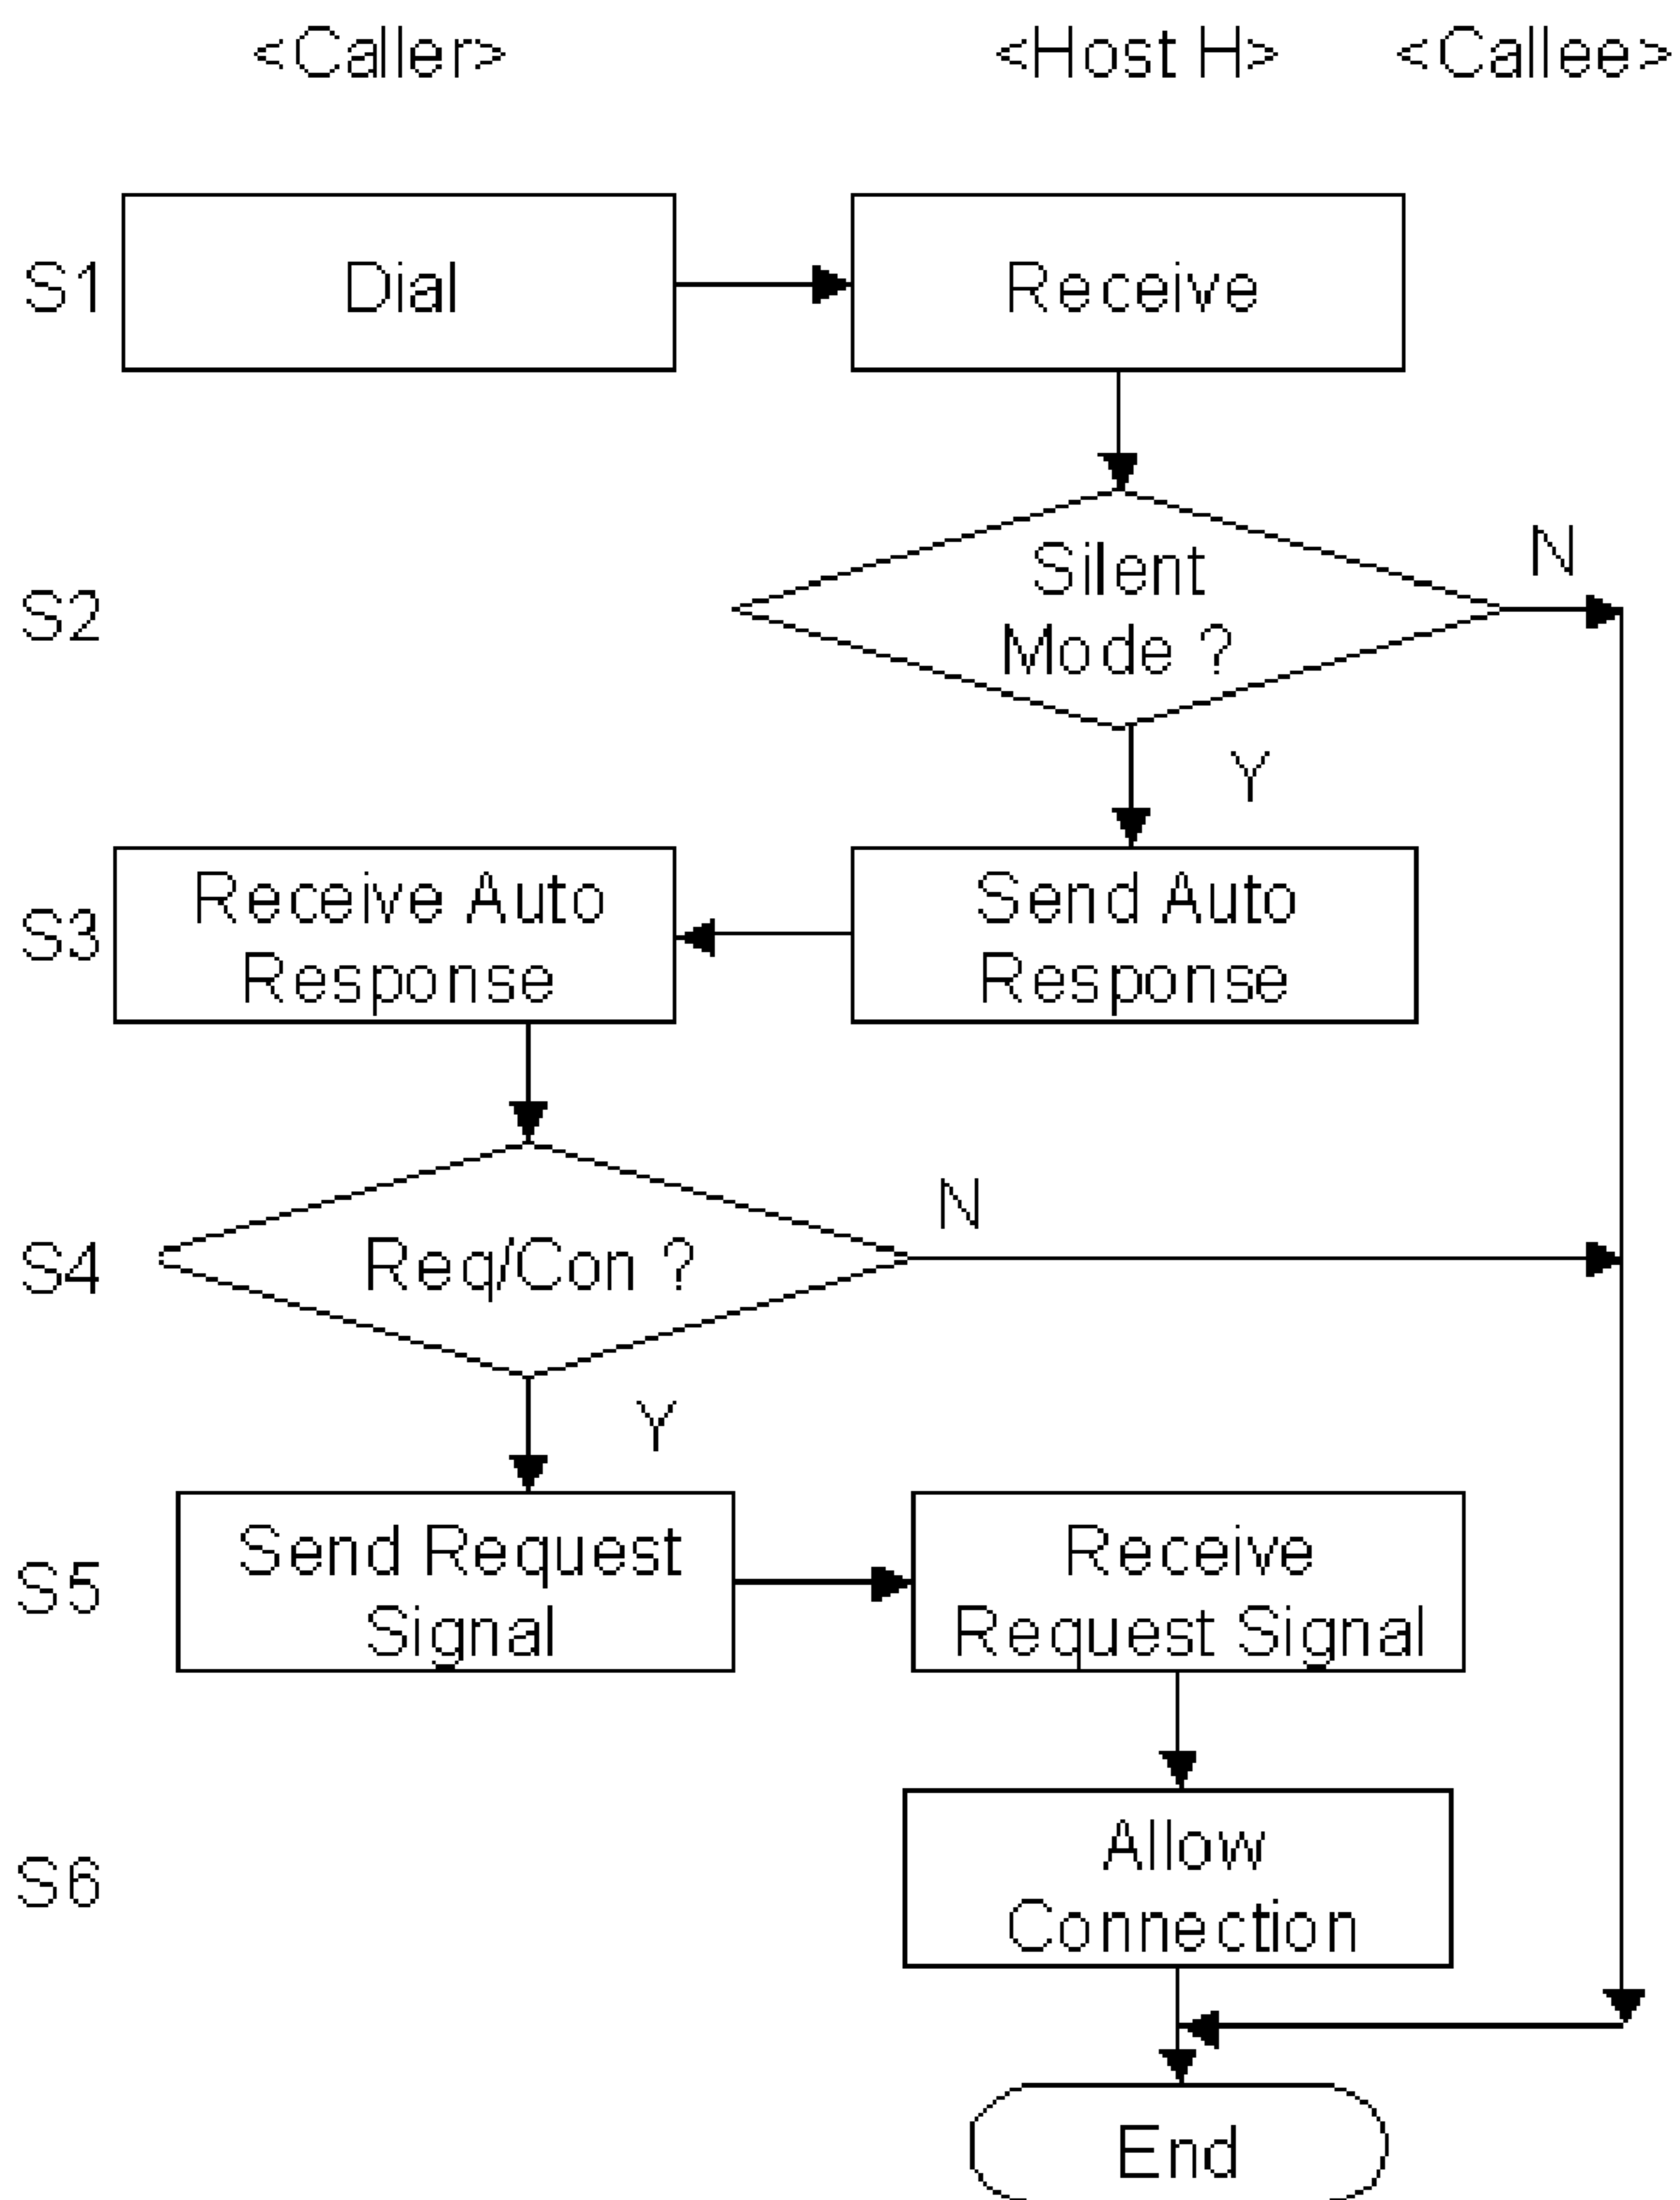 <Caller> <Host H> <Callee>
S1 Dial Receive
Silent
Mode ?
N
S2
Y
Receive Auto
Response
Send Auto
Response
S3
N
S4 Req/Con ?
Y
Send Request
Signal
Receive
Request Signal
S5
Allow
Connection
S6
End